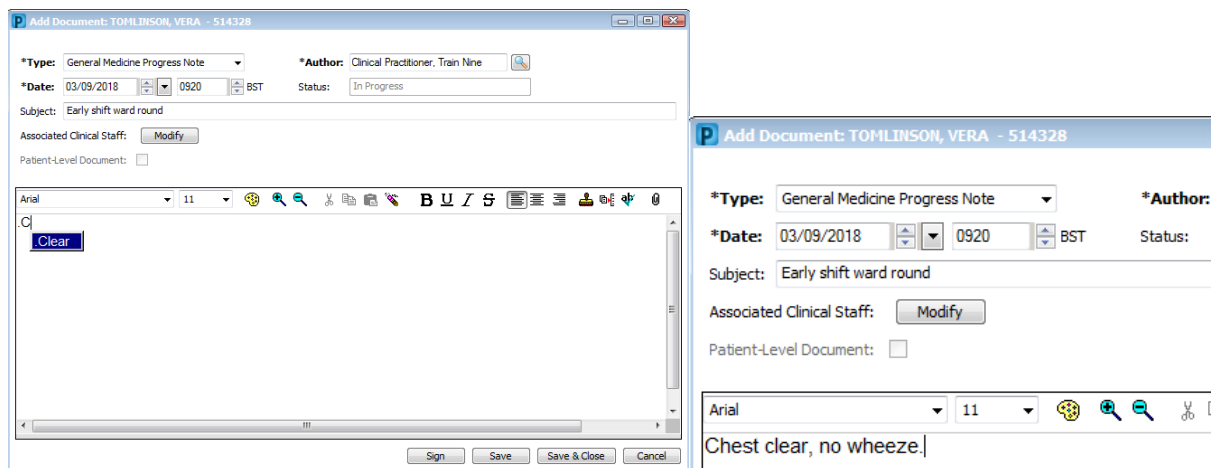 P Add Document: TOMLINSON, VERA - 514328
*Type: General Medicine Progress Note *Author: Clinical Practitioner, Train Nine
*Date: 03/09/2018 0920 BST Status: In Progress
Subject: Early shift ward round
Associated Clinical Staff: Modify
Patient-Level Document:
Arial 11 B U I S
.C
.Clear
Sign Save Save & Close Cancel
P Add Document: TOMLINSON, VERA - 514328
*Type: General Medicine Progress Note *Author:
*Date: 03/09/2018 0920 BST Status:
Subject: Early shift ward round
Associated Clinical Staff: Modify
Patient-Level Document:
Arial 11
Chest clear, no wheeze.